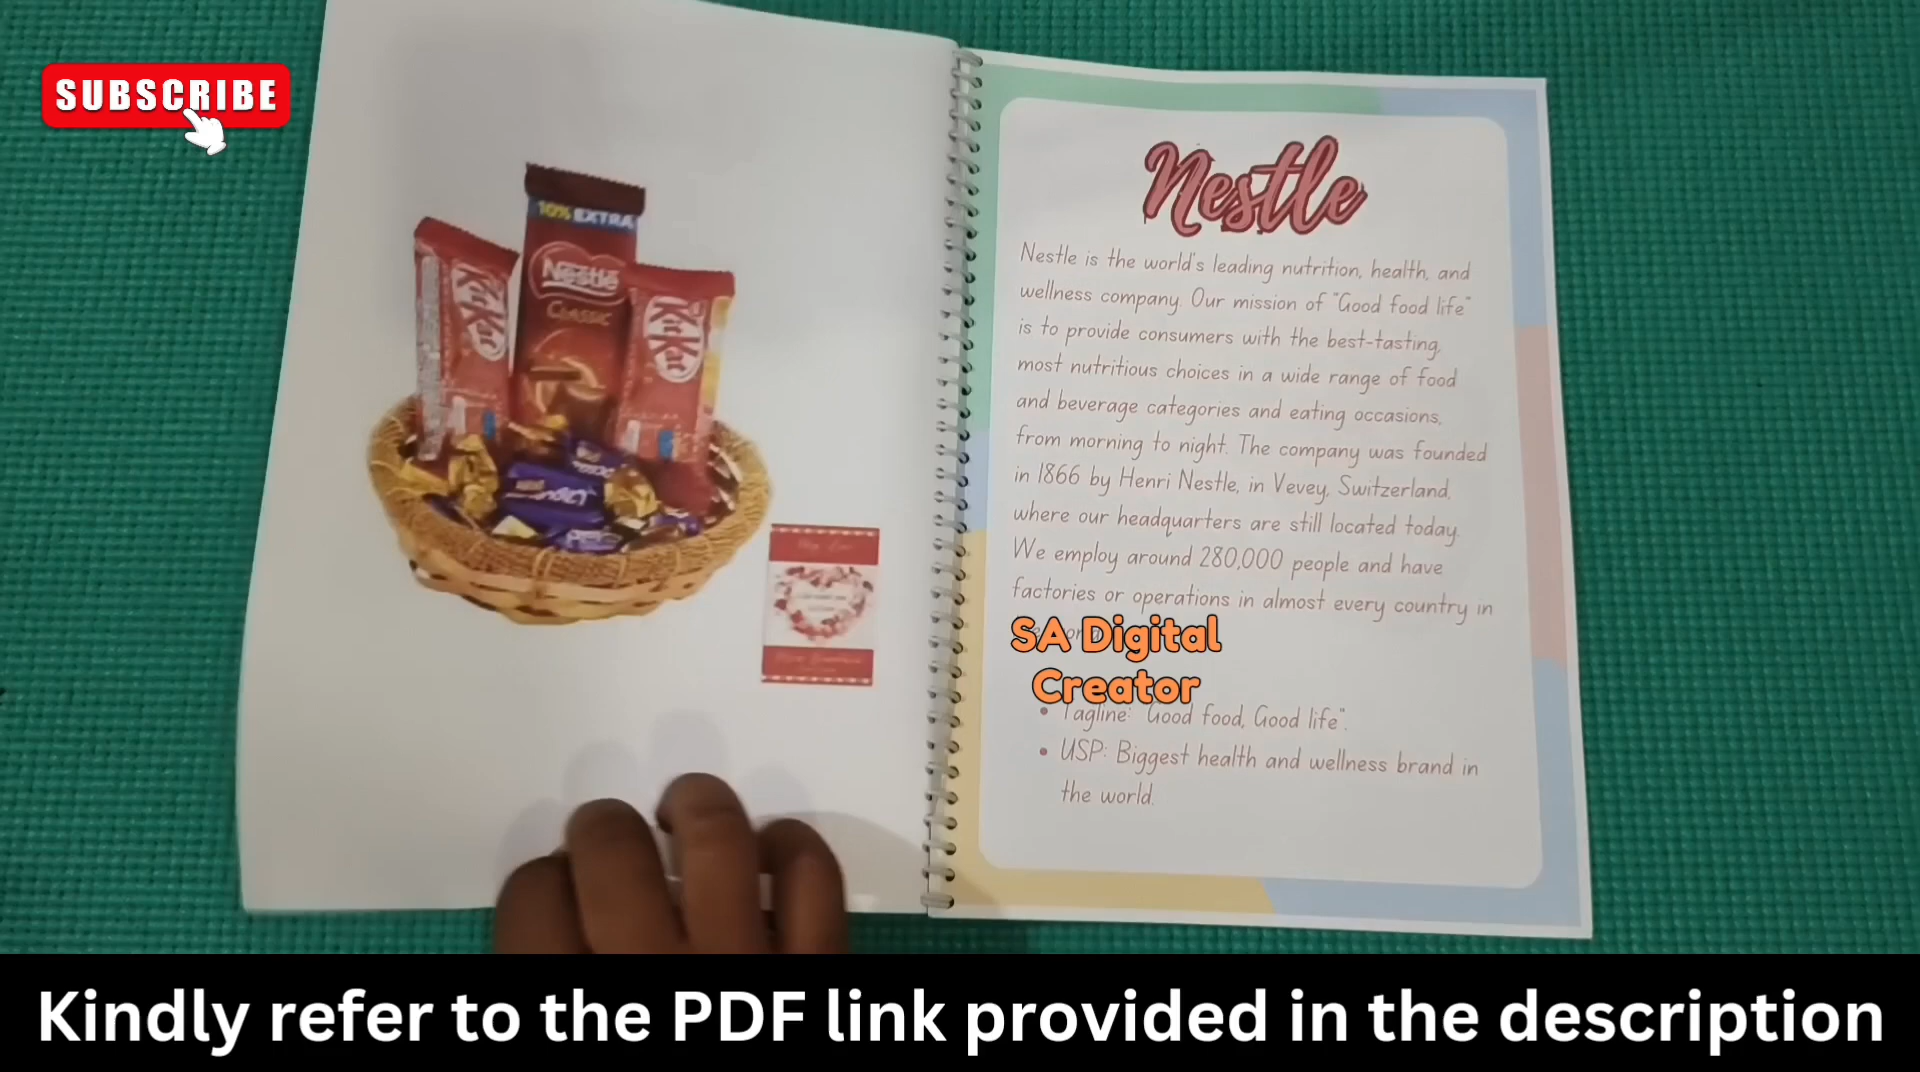 SUBSCRIBE
10% EXTRA
Nestle
CLASSIC
KitKat
KitKat
Nestle
Nestle is the world's leading nutrition, health, and
wellness company. Our mission of "Good food life"
is to provide consumers with the best-tasting,
most nutritious choices in a wide range of food
and beverage categories and eating occasions,
from morning to night. The company was founded
in 1866 by Henri Nestle, in Vevey, Switzerland,
where our headquarters are still located today.
We employ around 280,000 people and have
factories or operations in almost every country in
SA Digital
Creator
• Tagline: "Good food, Good life".
• USP: Biggest health and wellness brand in
the world.
Kindly refer to the PDF link provided in the description